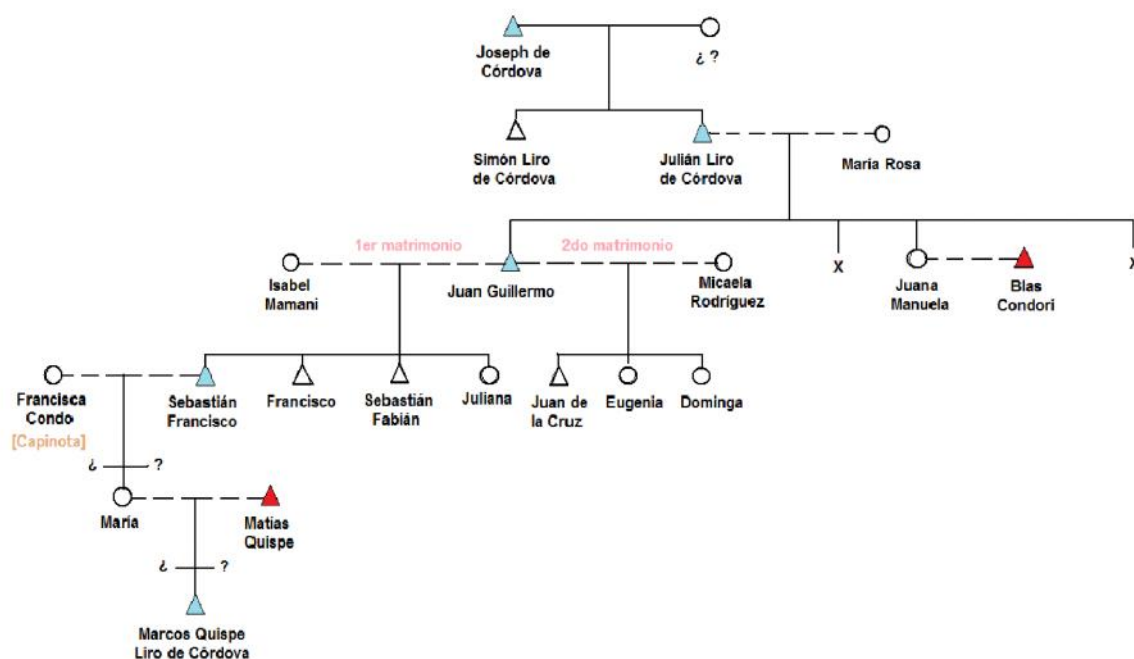 Joseph de
Córdova
¿ ?
Simón Liro
de Córdova
Julián Liro
de Córdova
María Rosa
1er matrimonio
2do matrimonio
Isabel
Mamani
Juan Guillermo
Micaela
Rodríguez
X
Juana
Manuela
Blas
Condori
X
Francisca
Condo
[Capinota]
Sebastián
Francisco
Francisco
Sebastián
Fabián
Juliana
Juan de
la Cruz
Eugenia
Dominga
¿ ?
María
Matías
Quispe
¿ ?
Marcos Quispe
Liro de Córdova